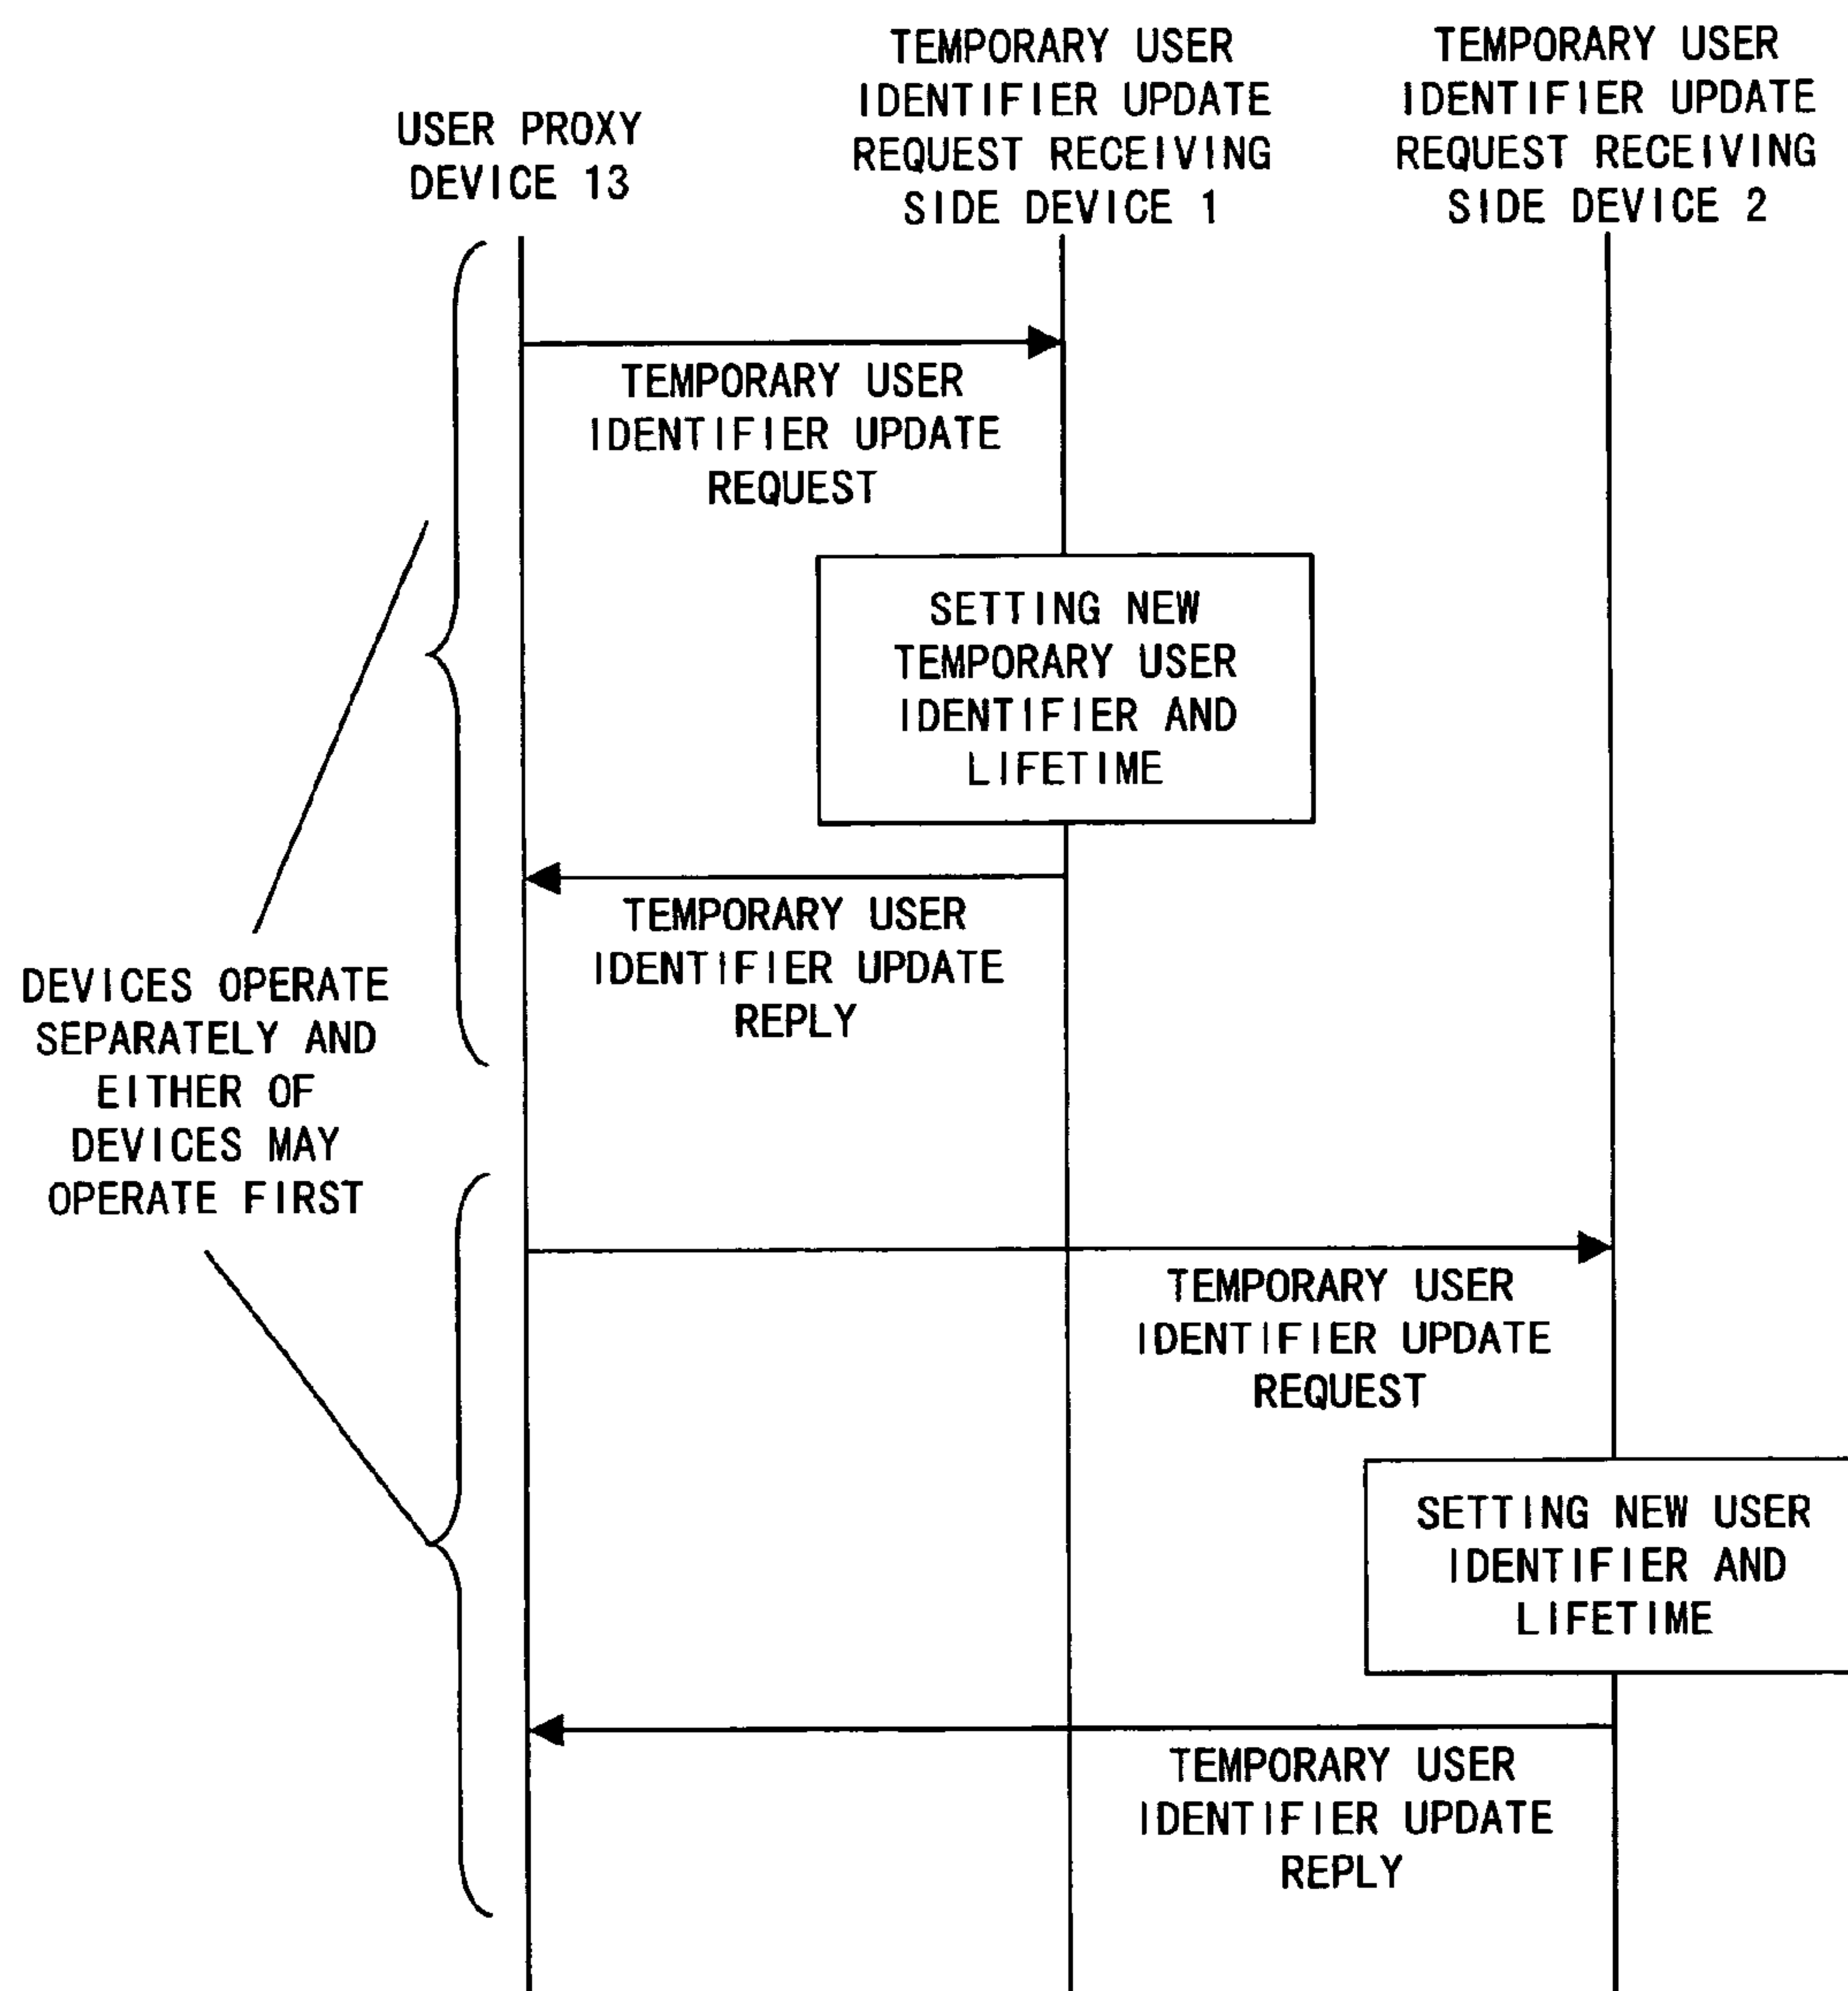 USER PROXY
DEVICE 13
TEMPORARY USER
IDENTIFIER UPDATE
REQUEST RECEIVING
SIDE DEVICE 1
TEMPORARY USER
IDENTIFIER UPDATE
REQUEST RECEIVING
SIDE DEVICE 2
TEMPORARY USER
IDENTIFIER UPDATE
REQUEST
SETTING NEW
TEMPORARY USER
IDENTIFIER AND
LIFETIME
TEMPORARY USER
IDENTIFIER UPDATE
REPLY
DEVICES OPERATE
SEPARATELY AND
EITHER OF
DEVICES MAY
OPERATE FIRST
TEMPORARY USER
IDENTIFIER UPDATE
REQUEST
SETTING NEW USER
IDENTIFIER AND
LIFETIME
TEMPORARY USER
IDENTIFIER UPDATE
REPLY